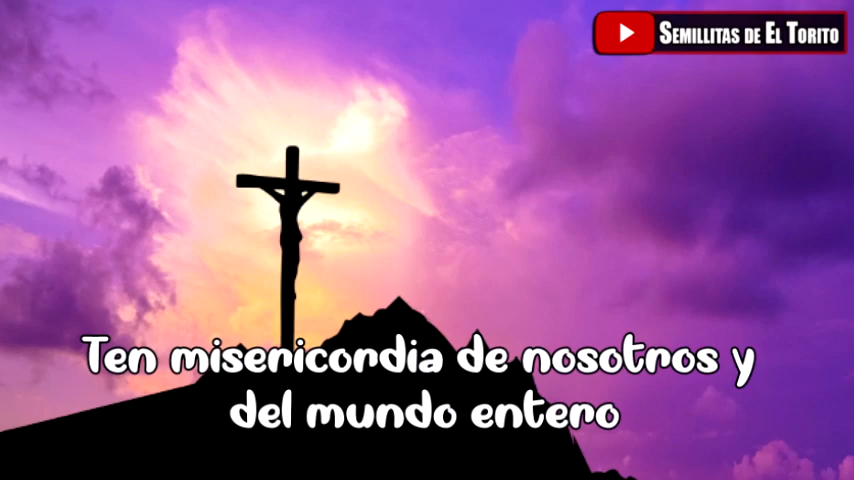 SEMILLITAS DE EL TORITO
Ten misericordia de nosotros y
del mundo entero